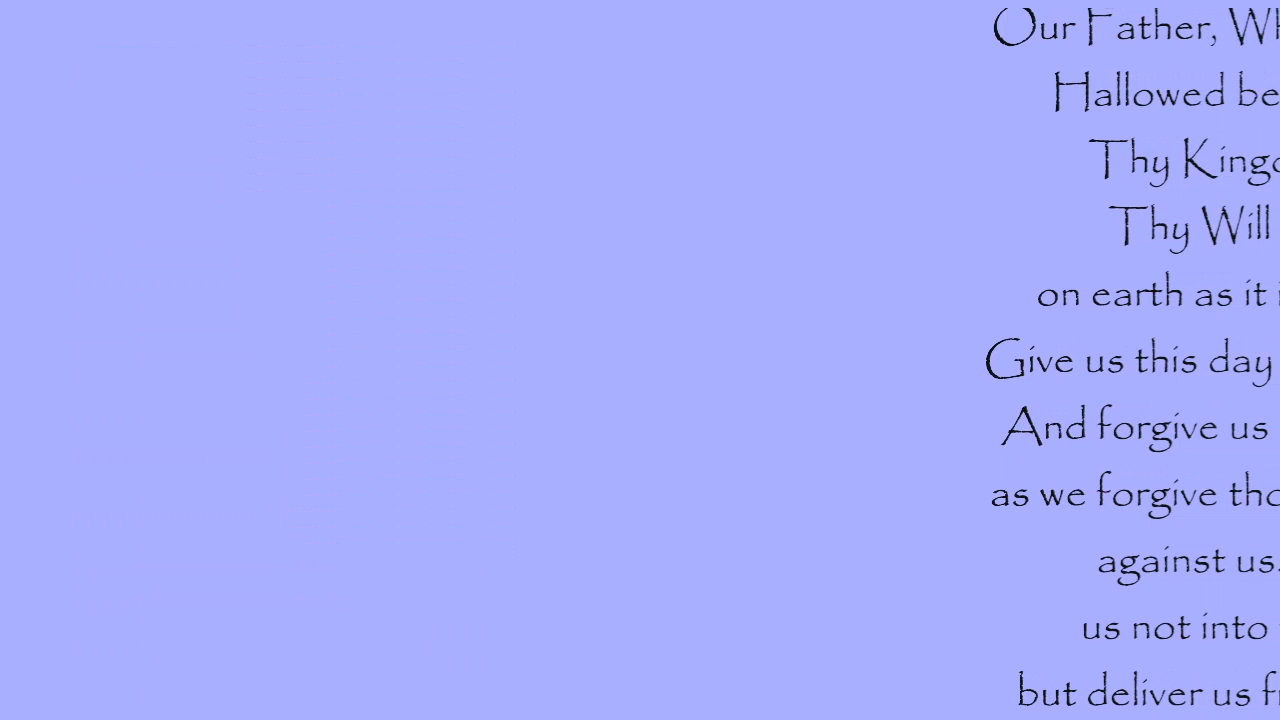 Our Father, Wh
Hallowed be
Thy Kingd
Thy Will
on earth as it i
Give us this day
And forgive us
as we forgive tho
against us.
us not into
but deliver us fr